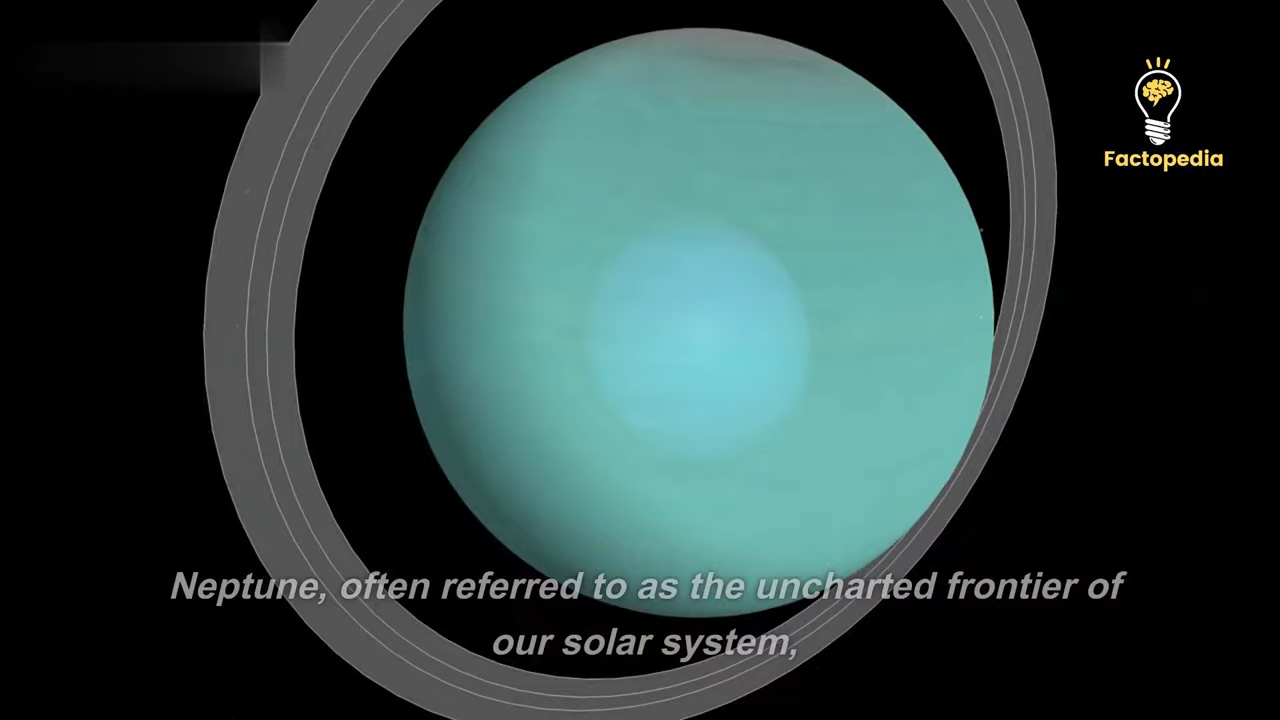 Factopedia
Neptune, often referred to as the uncharted frontier of
our solar system,